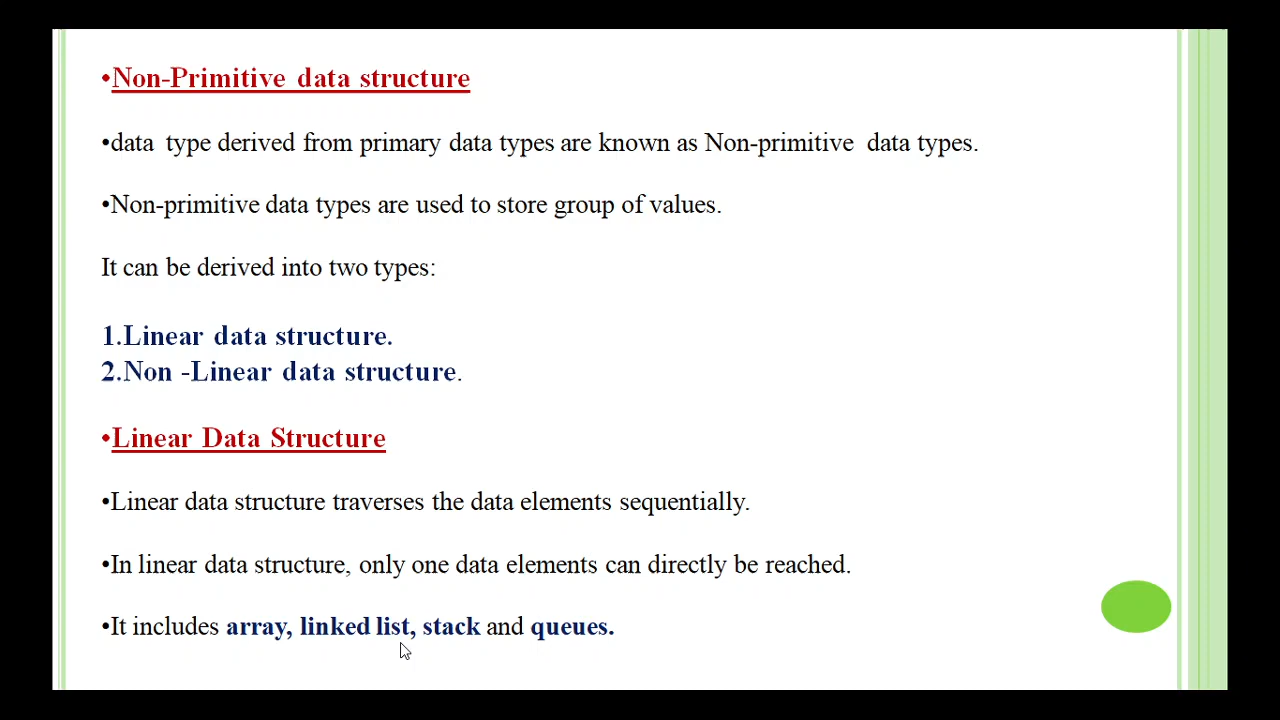 •Non-Primitive data structure
•data type derived from primary data types are known as Non-primitive data types.
•Non-primitive data types are used to store group of values.
It can be derived into two types:
1.Linear data structure.
2.Non -Linear data structure.
•Linear Data Structure
•Linear data structure traverses the data elements sequentially.
•In linear data structure, only one data elements can directly be reached.
•It includes array, linked list, stack and queues.